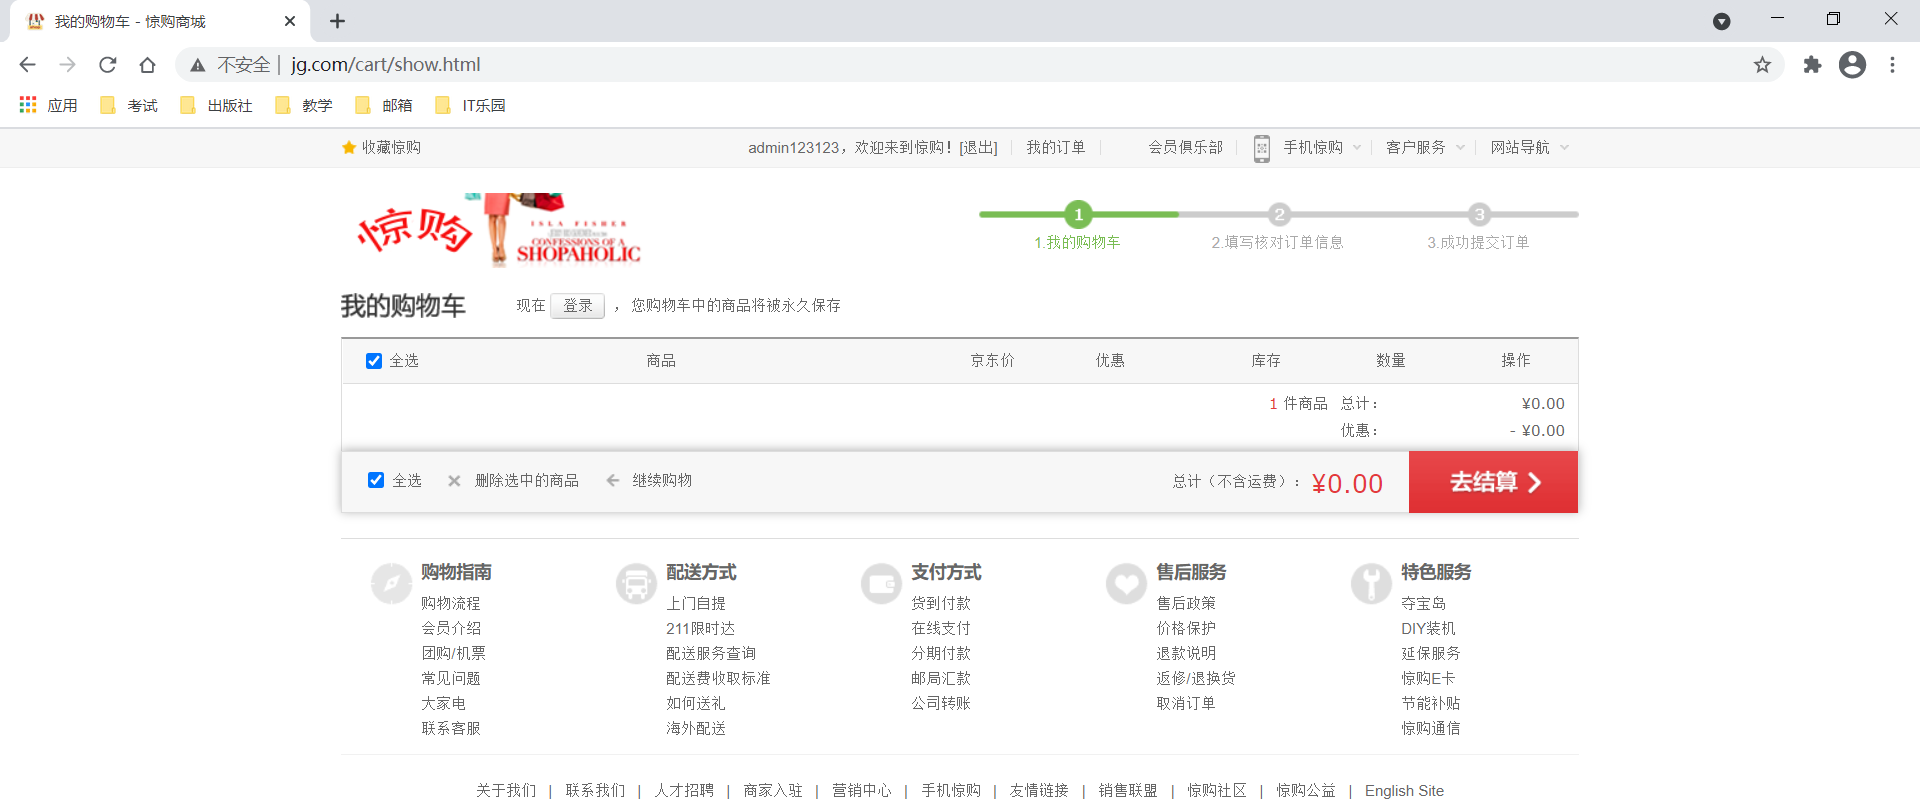 我的购物车 - 惊购商城
不安全 | jg.com/cart/show.html
应用 考试 出版社 教学 邮箱 IT乐园
收藏惊购 admin123123，欢迎来到惊购！[退出] 我的订单 会员俱乐部 手机惊购 客户服务 网站导航
惊购
ISLA FISHER
CONFESSIONS OF A
SHOPAHOLIC
1 2 3
1.我的购物车 2.填写核对订单信息 3.成功提交订单
我的购物车 现在 登录 ，您购物车中的商品将被永久保存
全选 商品 京东价 优惠 库存 数量 操作
1 件商品 总计： ¥0.00
优惠： - ¥0.00
全选 删除选中的商品 继续购物 总计（不含运费）： ¥0.00 去结算
购物指南 配送方式 支付方式 售后服务 特色服务
购物流程 上门自提 货到付款 售后政策 夺宝岛
会员介绍 211限时达 在线支付 价格保护 DIY装机
团购/机票 配送服务查询 分期付款 退款说明 延保服务
常见问题 配送费收取标准 邮局汇款 返修/退换货 惊购E卡
大家电 如何送礼 公司转账 取消订单 节能补贴
联系客服 海外配送 惊购通信
关于我们 | 联系我们 | 人才招聘 | 商家入驻 | 营销中心 | 手机惊购 | 友情链接 | 销售联盟 | 惊购社区 | 惊购公益 | English Site